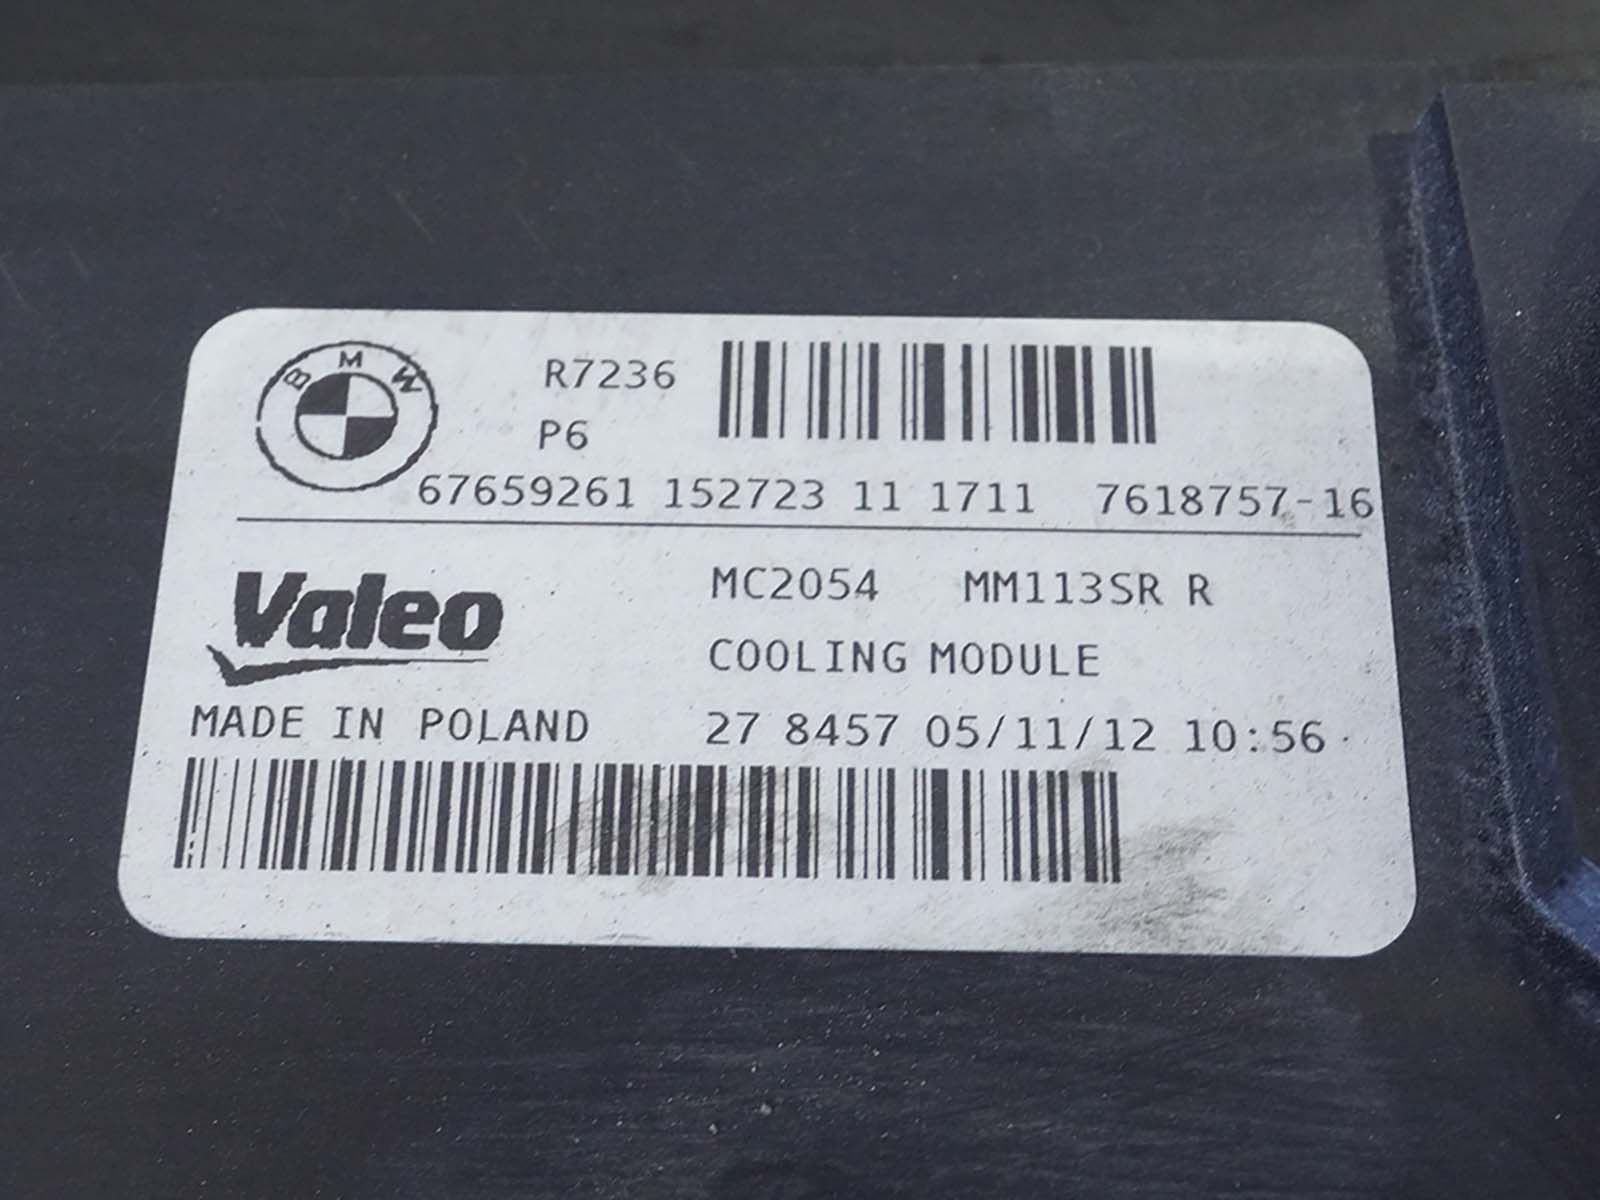 BMW
R7236
P6
67659261 152723 11 1711 7618757-16
Valeo
MC2054 MM113SR R
COOLING MODULE
MADE IN POLAND 27 8457 05/11/12 10:56